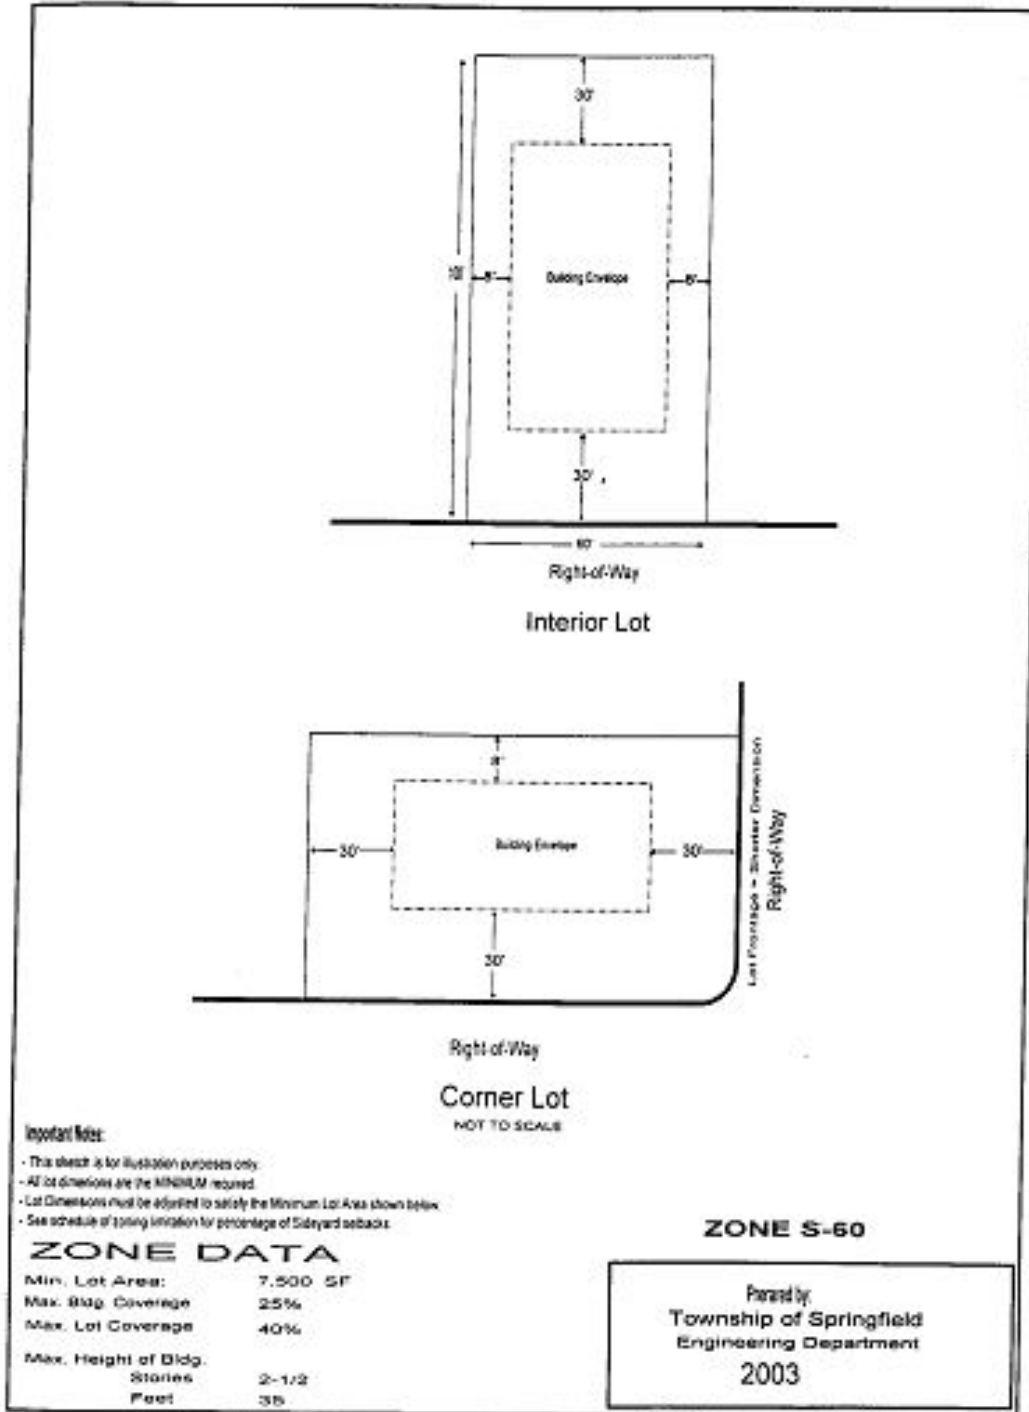 30'
8'
Building Envelope
8'
30'
60'
Right-of-Way
Interior Lot
8'
30'
Building Envelope
30'
30'
Lot Frontage = Shorter Dimension
Right-of-Way
Right-of-Way
Corner Lot
NOT TO SCALE
Important Notes:
- This sketch is for illustration purposes only.
- All lot dimensions are the MINIMUM required.
- Lot Dimensions must be adjusted to satisfy the Minimum Lot Area shown below.
- See schedule of zoning limitation for percentage of Sideyard setbacks.
ZONE DATA
Min. Lot Area: 7,500 SF
Max. Bldg. Coverage 25%
Max. Lot Coverage 40%
Max. Height of Bldg.
Stories 2-1/2
Feet 35
ZONE S-60
Prepared by:
Township of Springfield
Engineering Department
2003